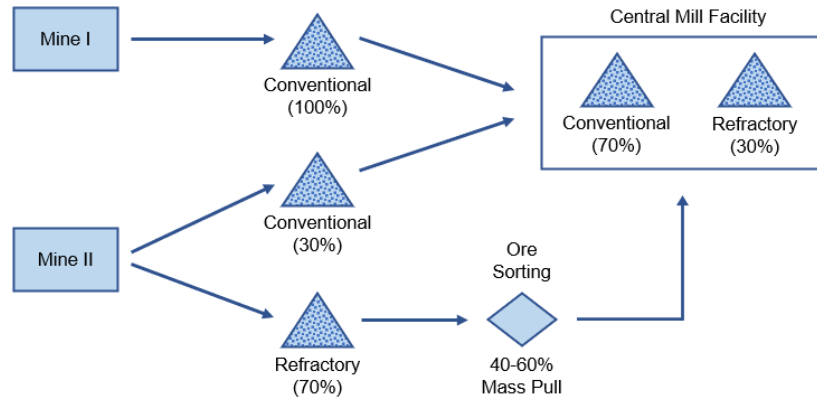 Central Mill Facility
Mine I
Conventional
(100%)
Conventional
(70%)
Refractory
(30%)
Conventional
(30%)
Mine II
Ore
Sorting
Refractory
(70%)
40-60%
Mass Pull